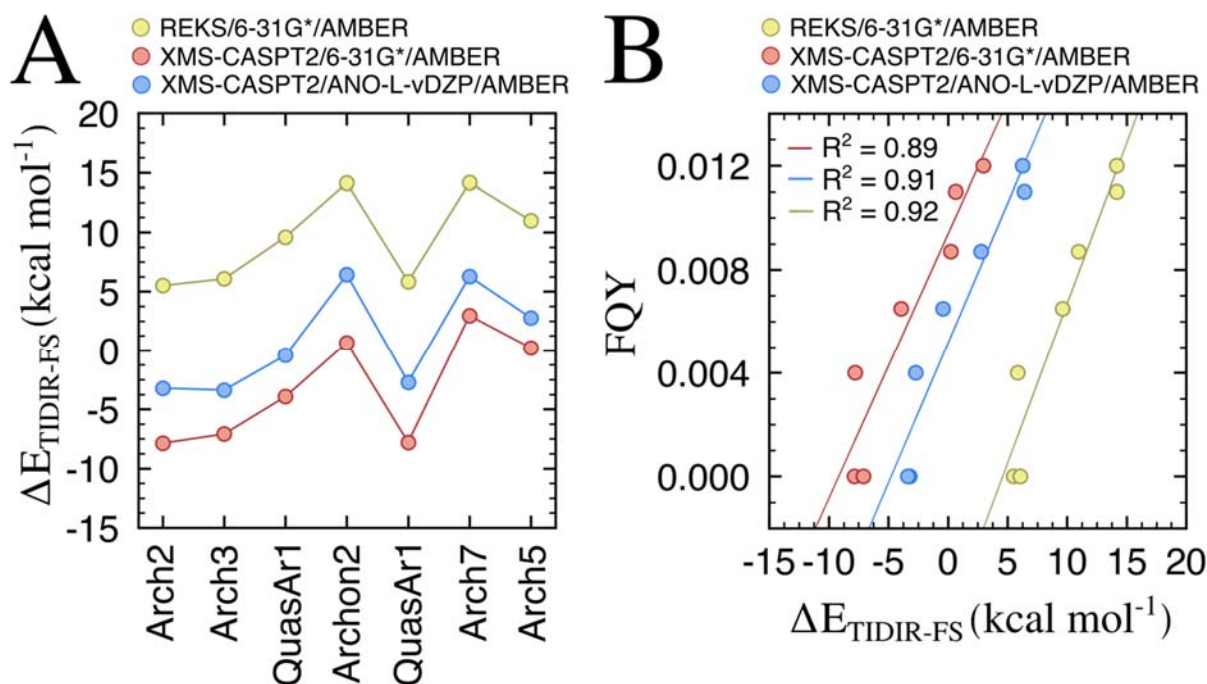 A
REKS/6-31G*/AMBER
XMS-CASPT2/6-31G*/AMBER
XMS-CASPT2/ANO-L-vDZP/AMBER
ΔE_TIDIR-FS (kcal mol⁻¹)
20
15
10
5
0
-5
-10
-15
Arch2
Arch3
QuasAr1
Archon2
QuasAr1
Arch7
Arch5
B
REKS/6-31G*/AMBER
XMS-CASPT2/6-31G*/AMBER
XMS-CASPT2/ANO-L-vDZP/AMBER
R² = 0.89
R² = 0.91
R² = 0.92
FQY
0.012
0.008
0.004
0.000
-15 -10 -5 0 5 10 15 20
ΔE_TIDIR-FS (kcal mol⁻¹)